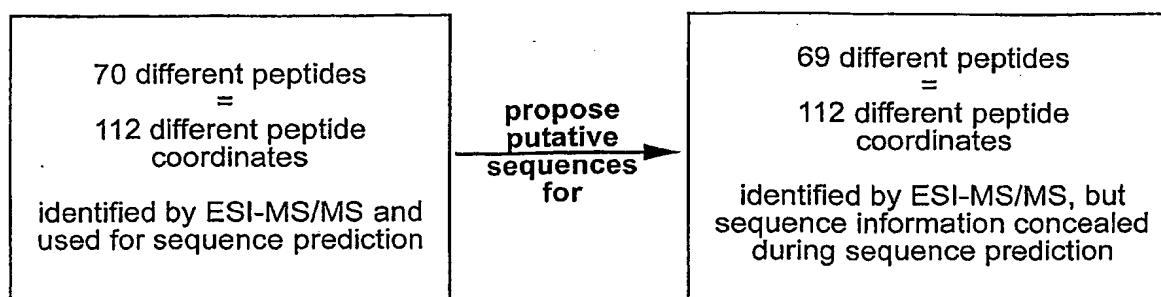 70 different peptides
=
112 different peptide
coordinates
identified by ESI-MS/MS and
used for sequence prediction
propose
putative
sequences
for
69 different peptides
=
112 different peptide
coordinates
identified by ESI-MS/MS, but
sequence information concealed
during sequence prediction